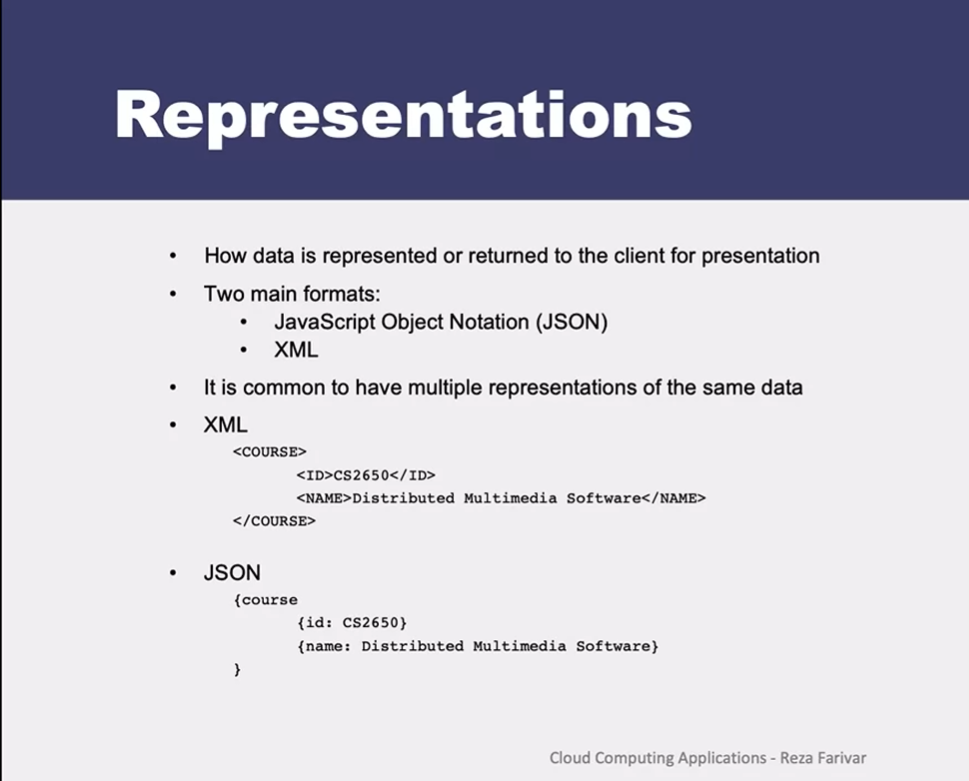 Representations
• How data is represented or returned to the client for presentation
• Two main formats:
• JavaScript Object Notation (JSON)
• XML
• It is common to have multiple representations of the same data
• XML
<COURSE>
<ID>CS2650</ID>
<NAME>Distributed Multimedia Software</NAME>
</COURSE>
• JSON
{course
{id: CS2650}
{name: Distributed Multimedia Software}
}
Cloud Computing Applications - Reza Farivar